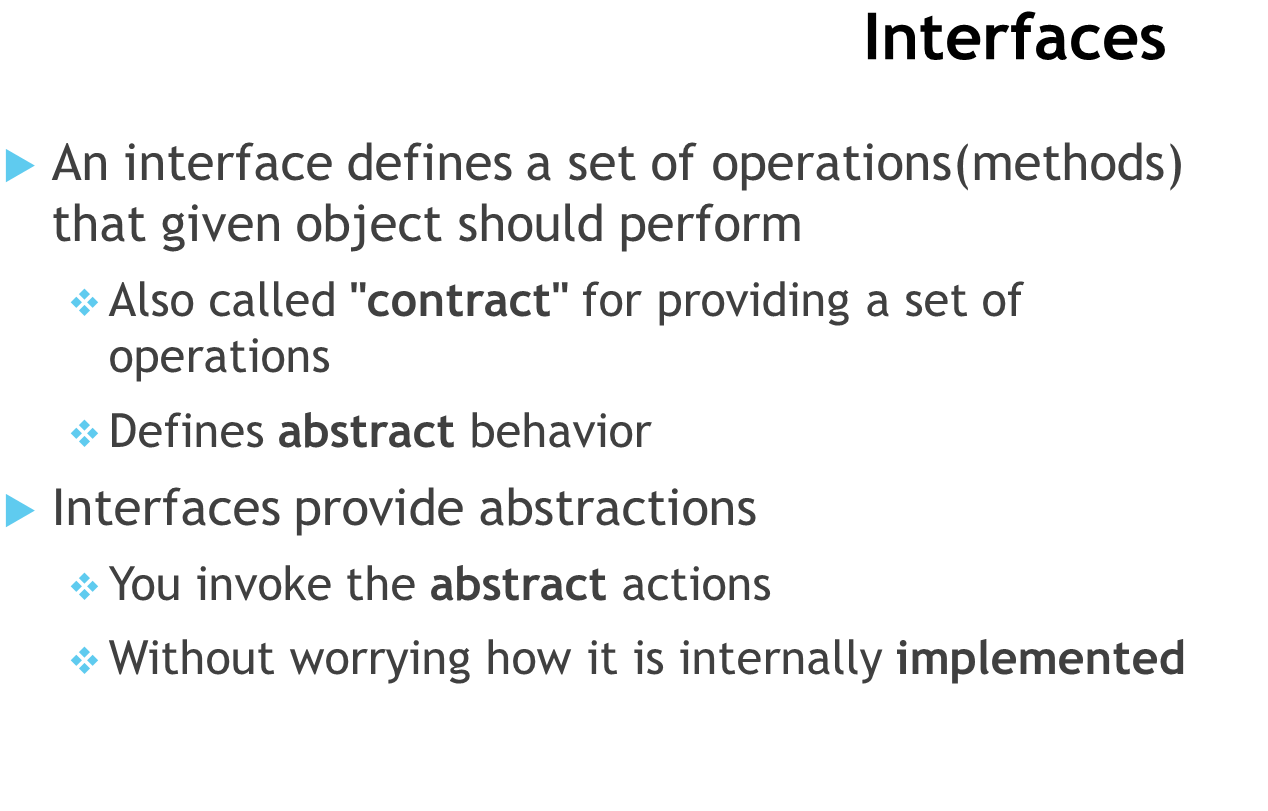 Interfaces
An interface defines a set of operations(methods)
that given object should perform
Also called "contract" for providing a set of
operations
Defines abstract behavior
Interfaces provide abstractions
You invoke the abstract actions
Without worrying how it is internally implemented